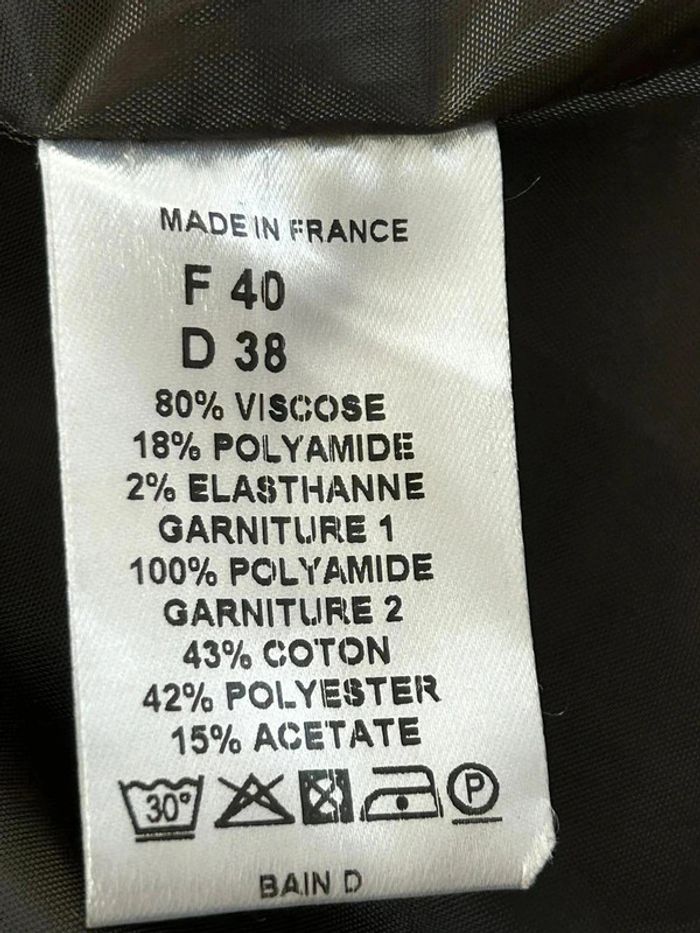 MADE IN FRANCE
F 40
D 38
80% VISCOSE
18% POLYAMIDE
2% ELASTHANNE
GARNITURE 1
100% POLYAMIDE
GARNITURE 2
43% COTON
42% POLYESTER
15% ACETATE
30° P
BAIN D